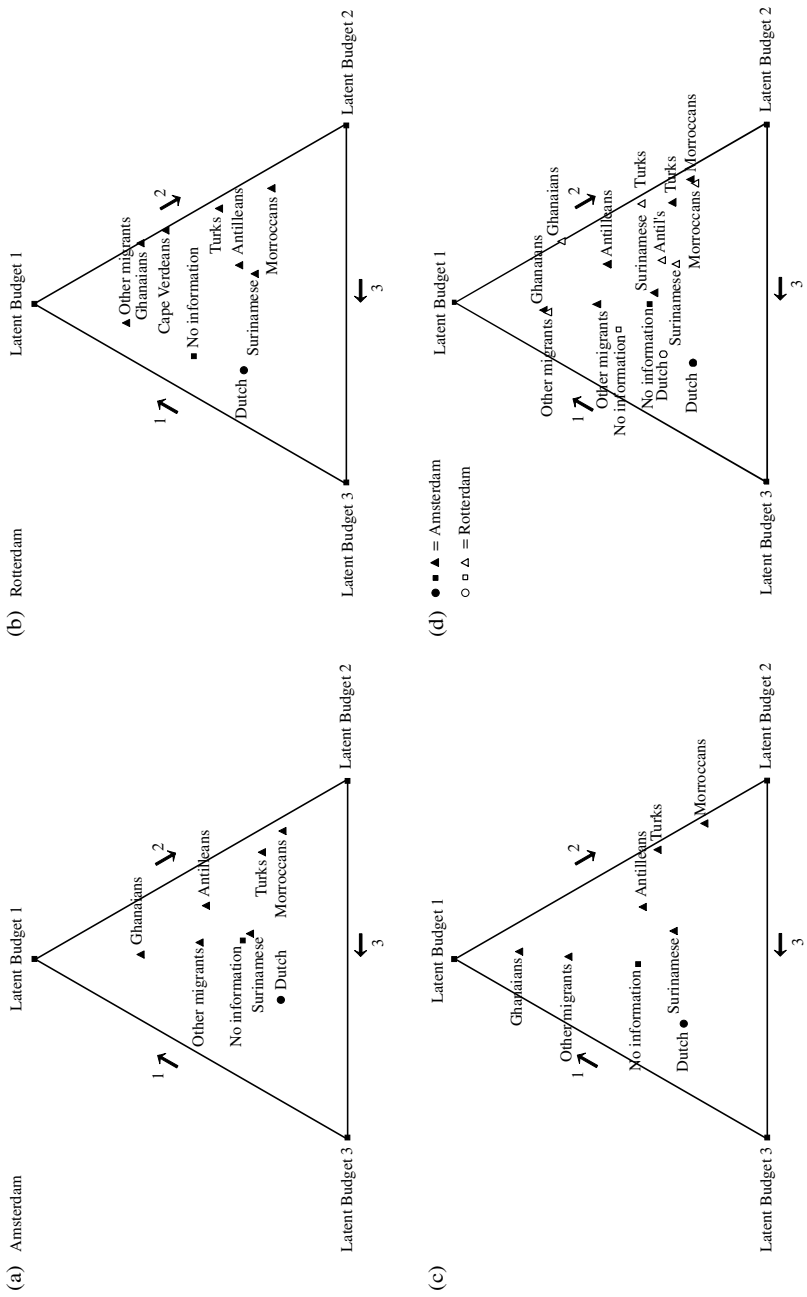 (a) Amsterdam
Latent Budget 1
1
2
Ghanaians
Antilleans
Other migrants
No information
Turks
Surinamese
Morroccans
Dutch
Latent Budget 3
3
Latent Budget 2
(b) Rotterdam
Latent Budget 1
1
2
Other migrants
Ghanaians
Cape Verdeans
No information
Turks
Antilleans
Surinamese
Morroccans
Dutch
Latent Budget 3
3
Latent Budget 2
(c)
Latent Budget 1
1
2
Ghanaians
Other migrants
Antilleans
No information
Turks
Surinamese
Dutch
Morroccans
Latent Budget 3
3
Latent Budget 2
(d)
= Amsterdam
= Rotterdam
Latent Budget 1
1
2
Ghanaians
Ghanaians
Other migrants
Antilleans
Other migrants
No information
Surinamese
Turks
No information
Antil's
Dutch
Surinamese
Turks
Dutch
Morroccans
Morroccans
Latent Budget 3
3
Latent Budget 2